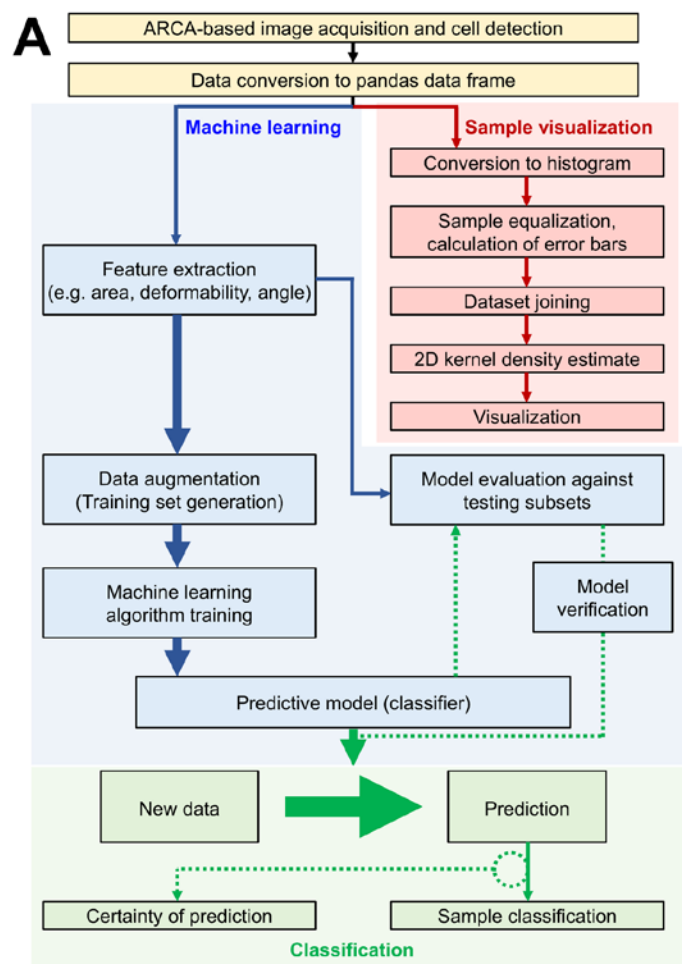 A
ARCA-based image acquisition and cell detection
Data conversion to pandas data frame
Machine learning
Sample visualization
Conversion to histogram
Sample equalization,
calculation of error bars
Feature extraction
(e.g. area, deformability, angle)
Dataset joining
2D kernel density estimate
Visualization
Data augmentation
(Training set generation)
Model evaluation against
testing subsets
Machine learning
algorithm training
Model
verification
Predictive model (classifier)
New data
Prediction
Certainty of prediction
Sample classification
Classification